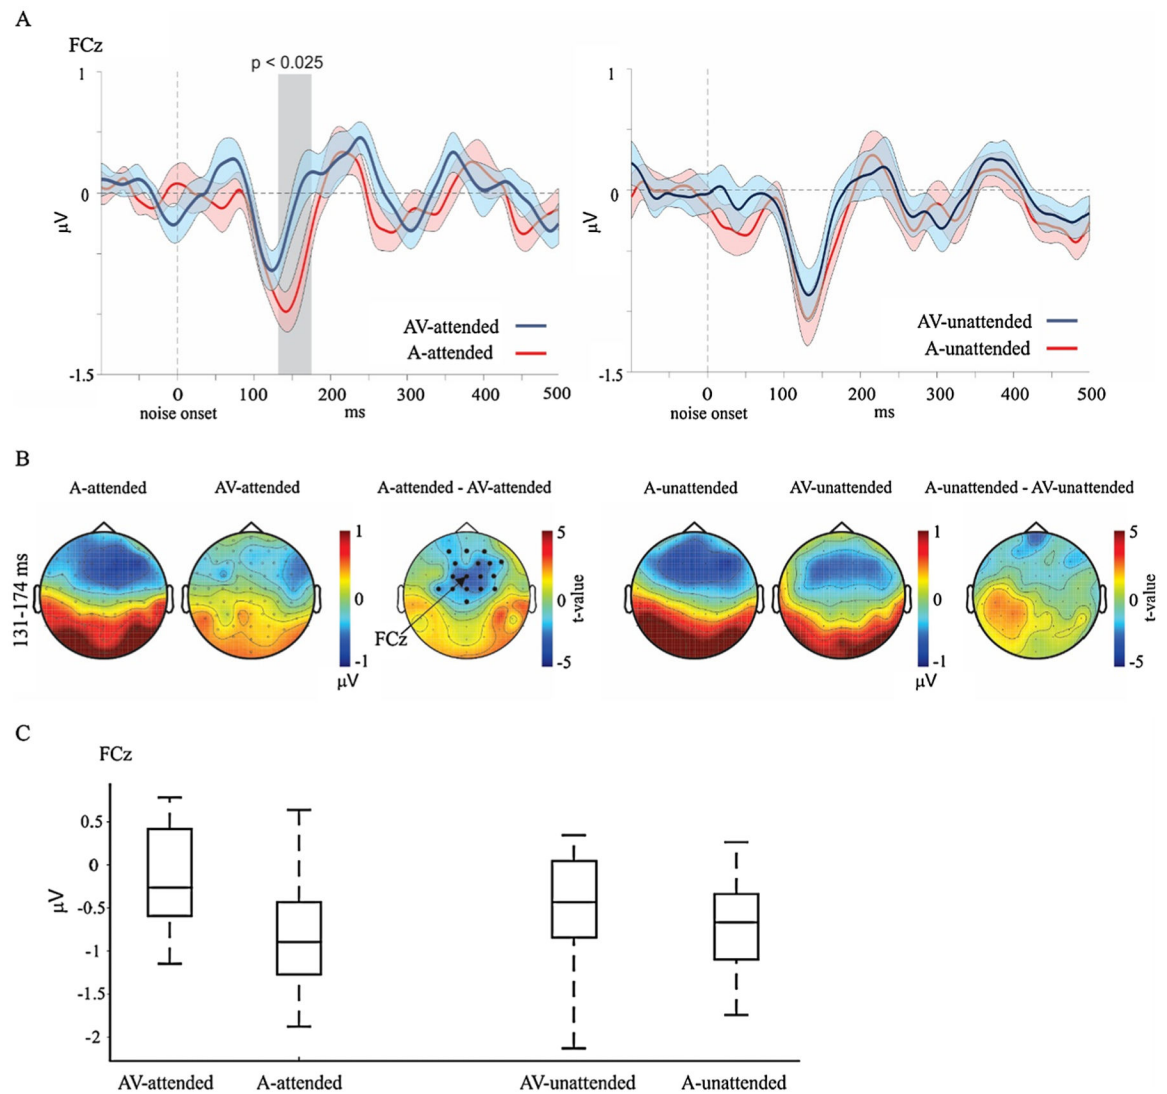 A
FCz
p < 0.025
1
0
μV
-1.5
AV-attended
A-attended
0 100 200 300 400 500
noise onset ms
1
0
μV
-1.5
AV-unattended
A-unattended
0 100 200 300 400 500
noise onset ms
B
A-attended AV-attended A-attended - AV-attended A-unattended AV-unattended A-unattended - AV-unattended
131-174 ms
1
0
-1
μV
5
0
-5
t-value
FCz
1
0
-1
μV
5
0
-5
t-value
C
FCz
0.5
0
-0.5
-1
-1.5
-2
μV
AV-attended A-attended AV-unattended A-unattended